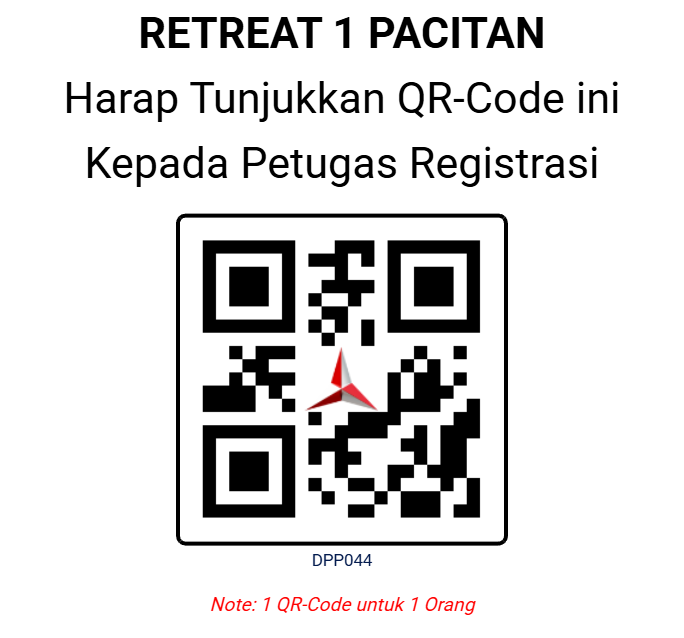 RETREAT 1 PACITAN
Harap Tunjukkan QR-Code ini
Kepada Petugas Registrasi
DPP044
Note: 1 QR-Code untuk 1 Orang